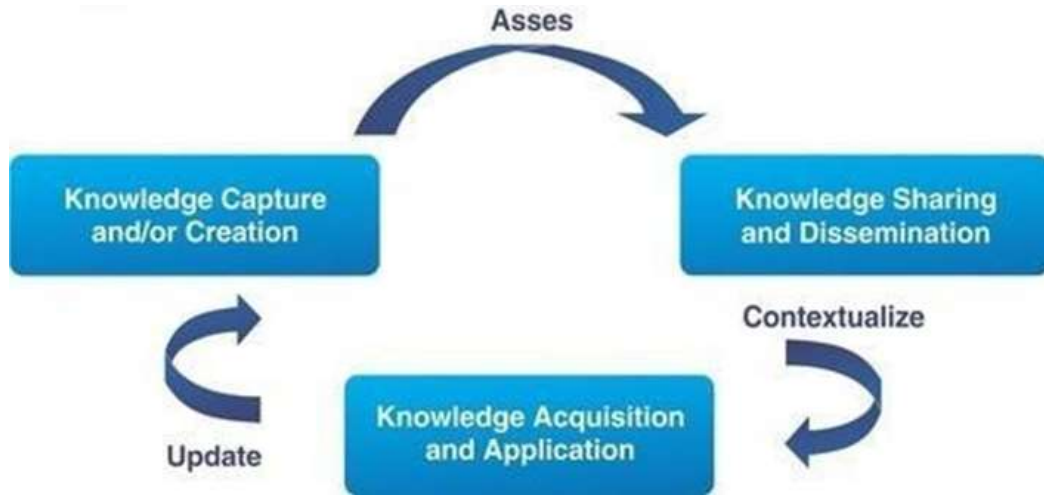 Asses
Knowledge Capture
and/or Creation
Knowledge Sharing
and Dissemination
Contextualize
Knowledge Acquisition
and Application
Update